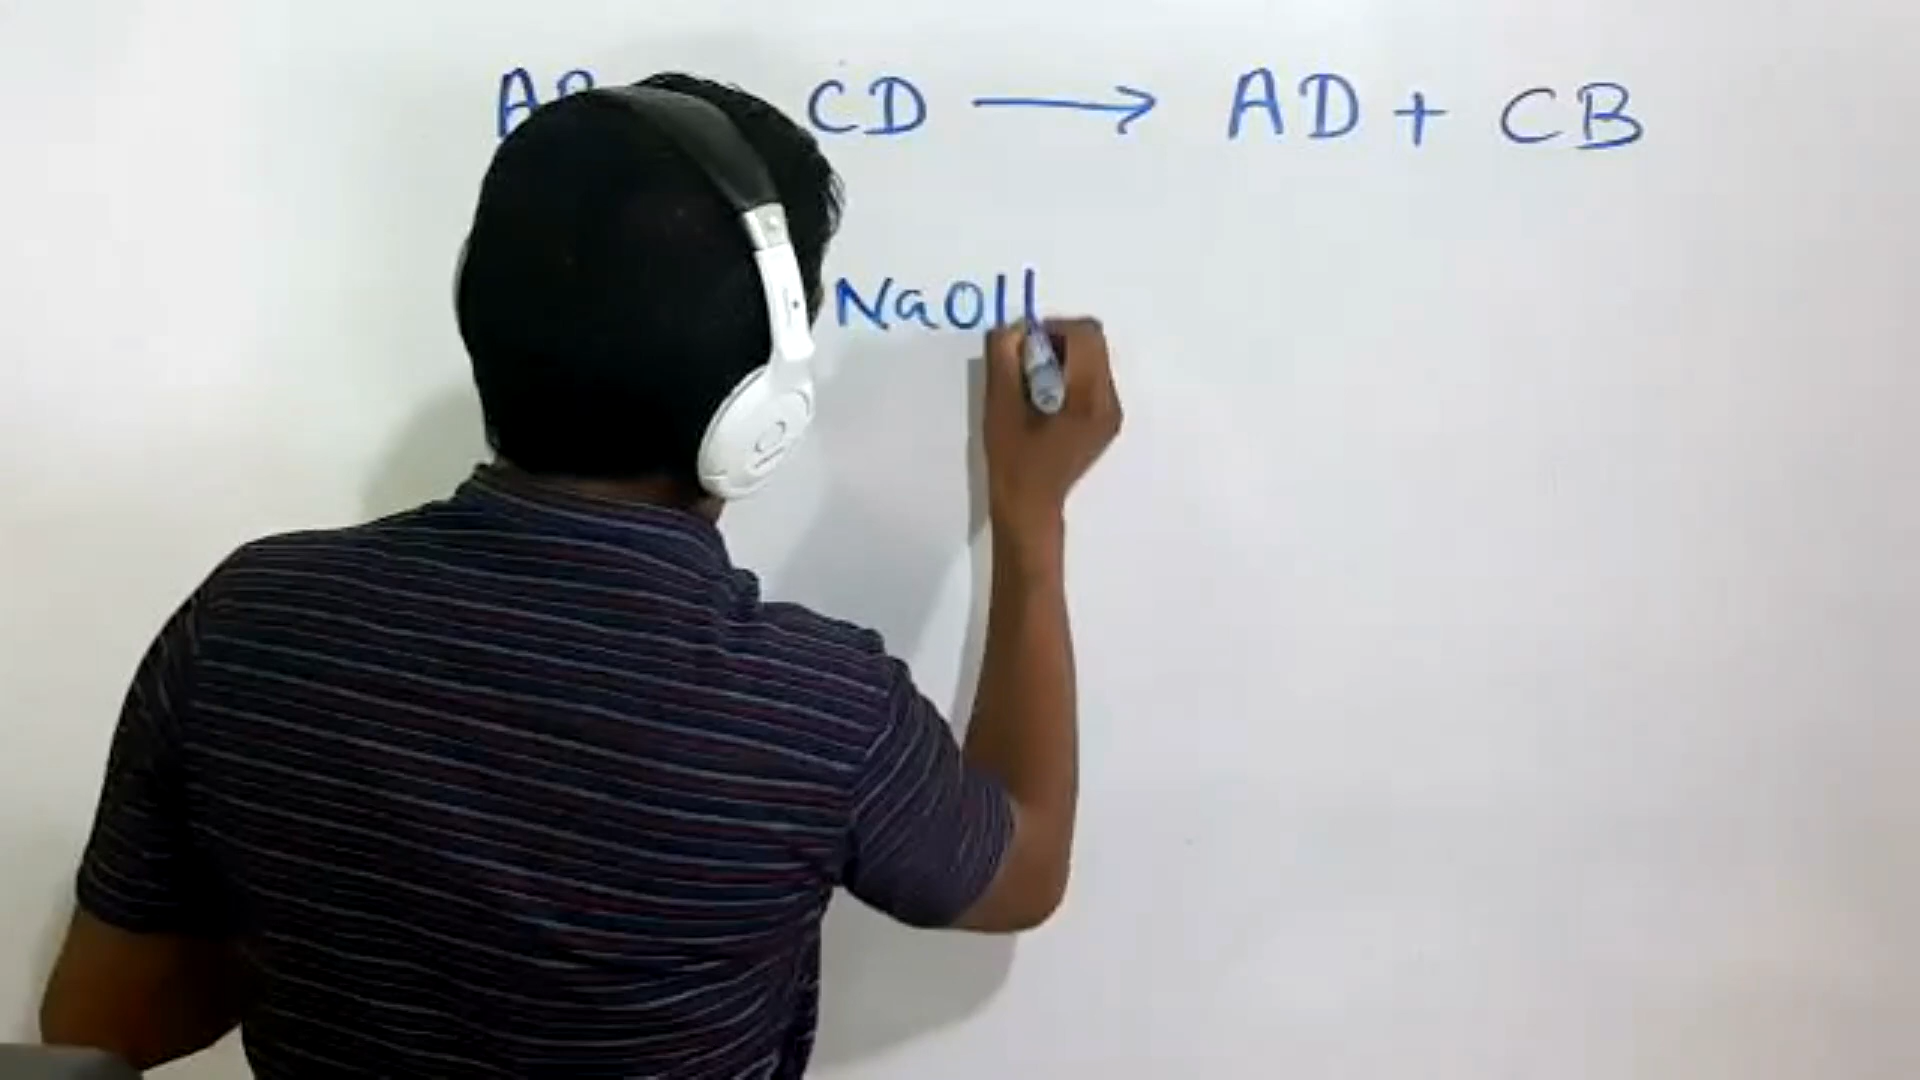 CD → AD + CB
NaOH